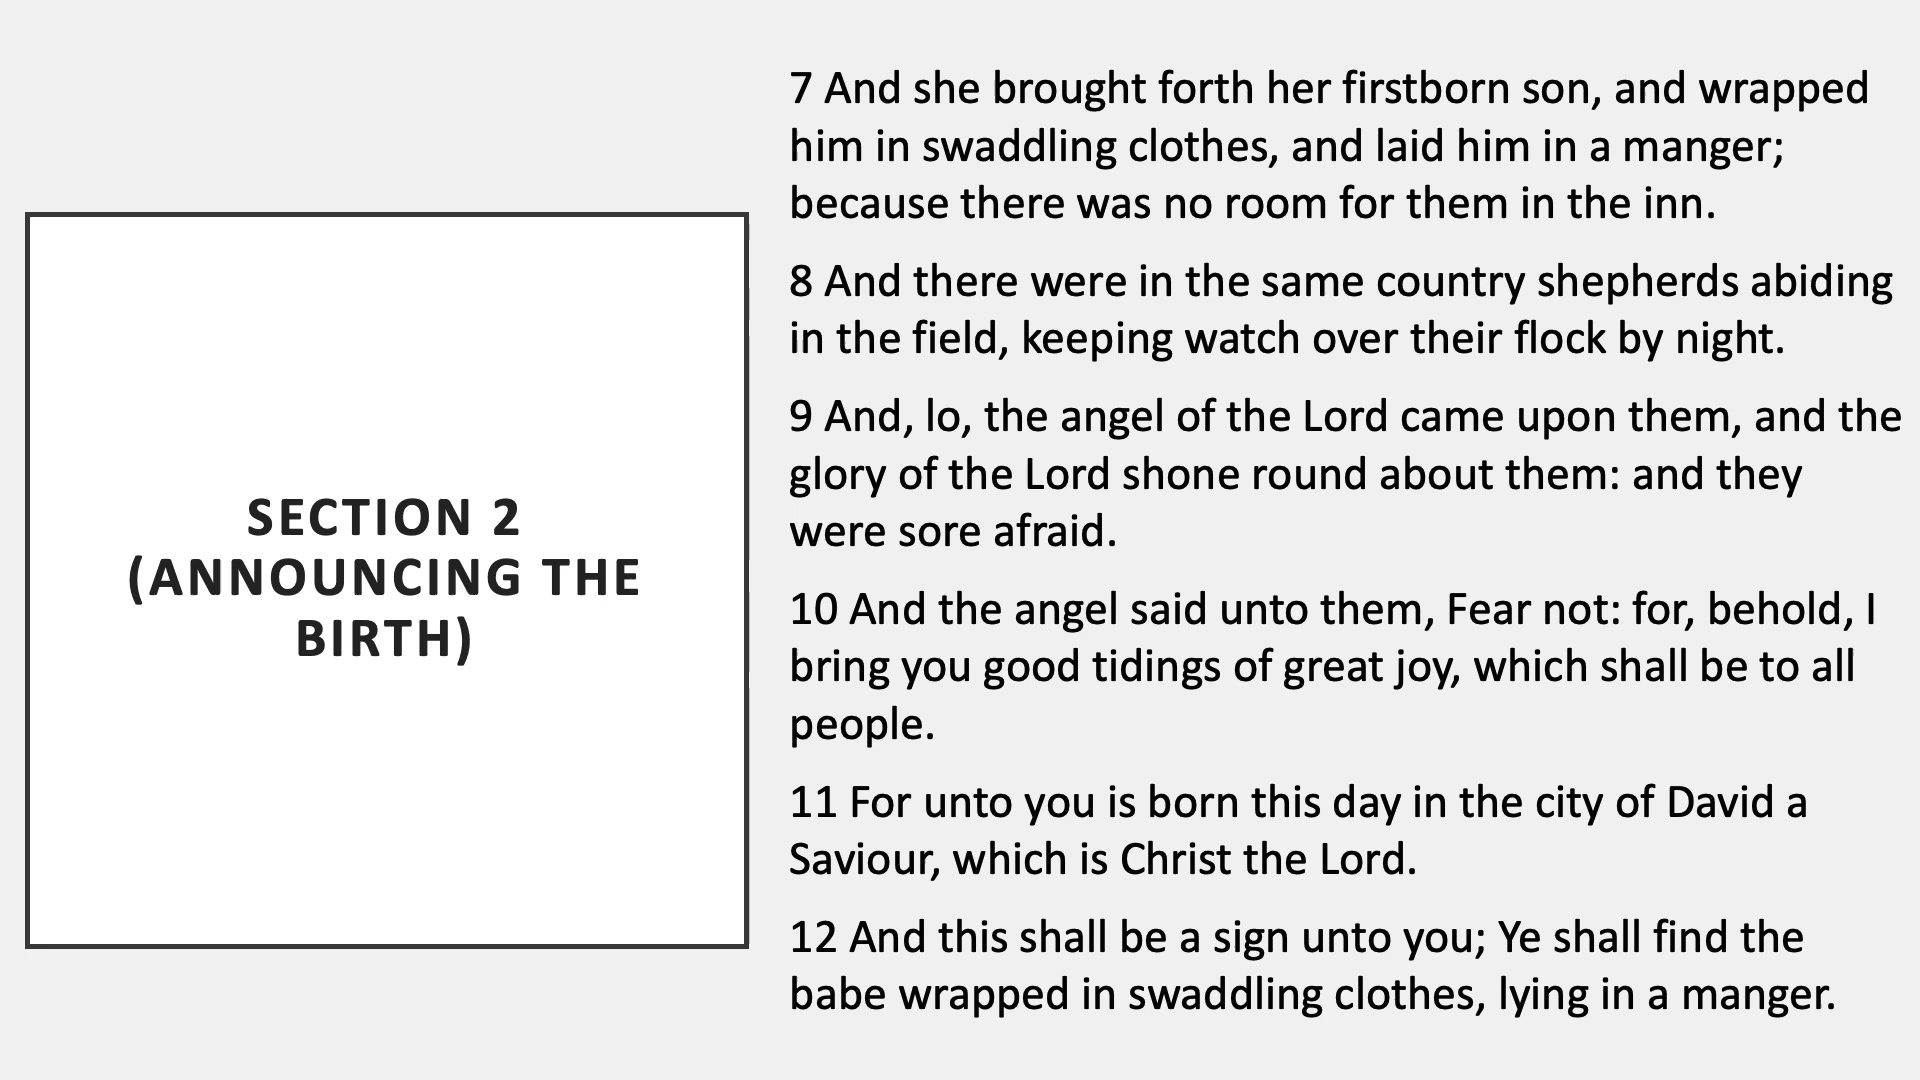 SECTION 2
(ANNOUNCING THE
BIRTH)
7 And she brought forth her firstborn son, and wrapped
him in swaddling clothes, and laid him in a manger;
because there was no room for them in the inn.
8 And there were in the same country shepherds abiding
in the field, keeping watch over their flock by night.
9 And, lo, the angel of the Lord came upon them, and the
glory of the Lord shone round about them: and they
were sore afraid.
10 And the angel said unto them, Fear not: for, behold, I
bring you good tidings of great joy, which shall be to all
people.
11 For unto you is born this day in the city of David a
Saviour, which is Christ the Lord.
12 And this shall be a sign unto you; Ye shall find the
babe wrapped in swaddling clothes, lying in a manger.